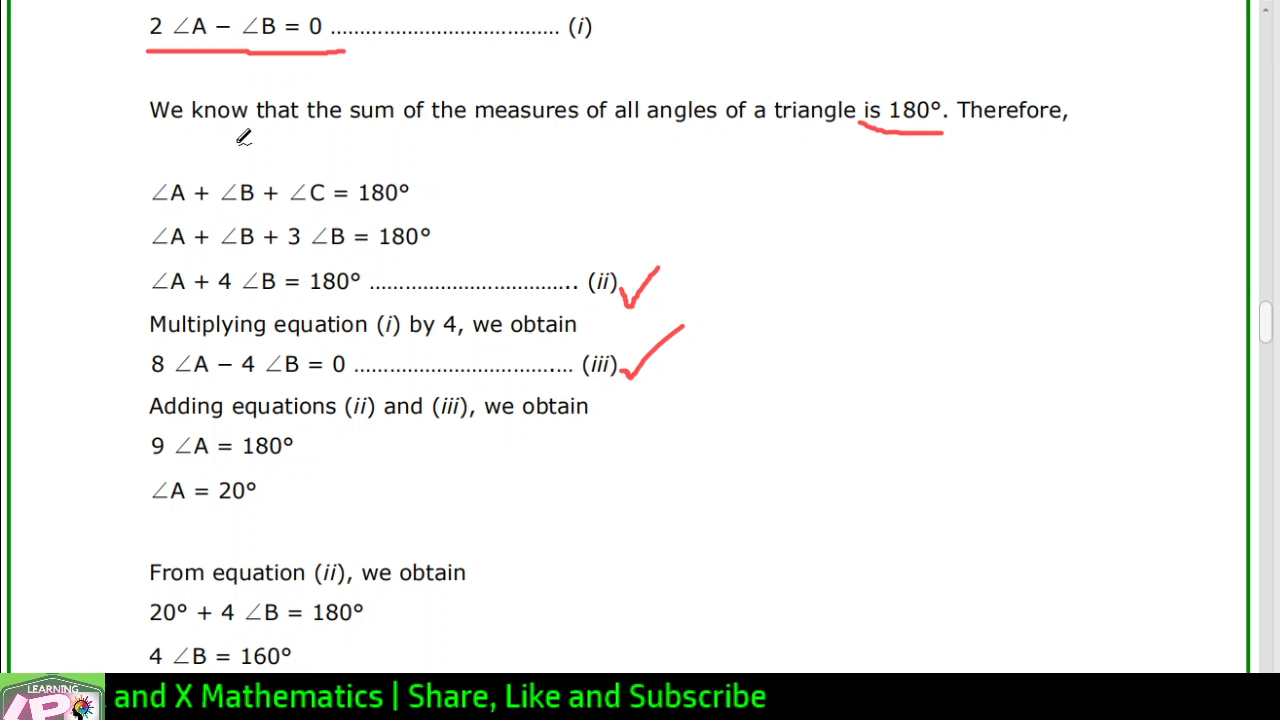 2 ∠A − ∠B = 0 ....................................... (i)
We know that the sum of the measures of all angles of a triangle is 180°. Therefore,
∠A + ∠B + ∠C = 180°
∠A + ∠B + 3 ∠B = 180°
∠A + 4 ∠B = 180° .................................... (ii)
Multiplying equation (i) by 4, we obtain
8 ∠A − 4 ∠B = 0 ...................................... (iii)
Adding equations (ii) and (iii), we obtain
9 ∠A = 180°
∠A = 20°
From equation (ii), we obtain
20° + 4 ∠B = 180°
4 ∠B = 160°
LEARNING
and X Mathematics | Share, Like and Subscribe